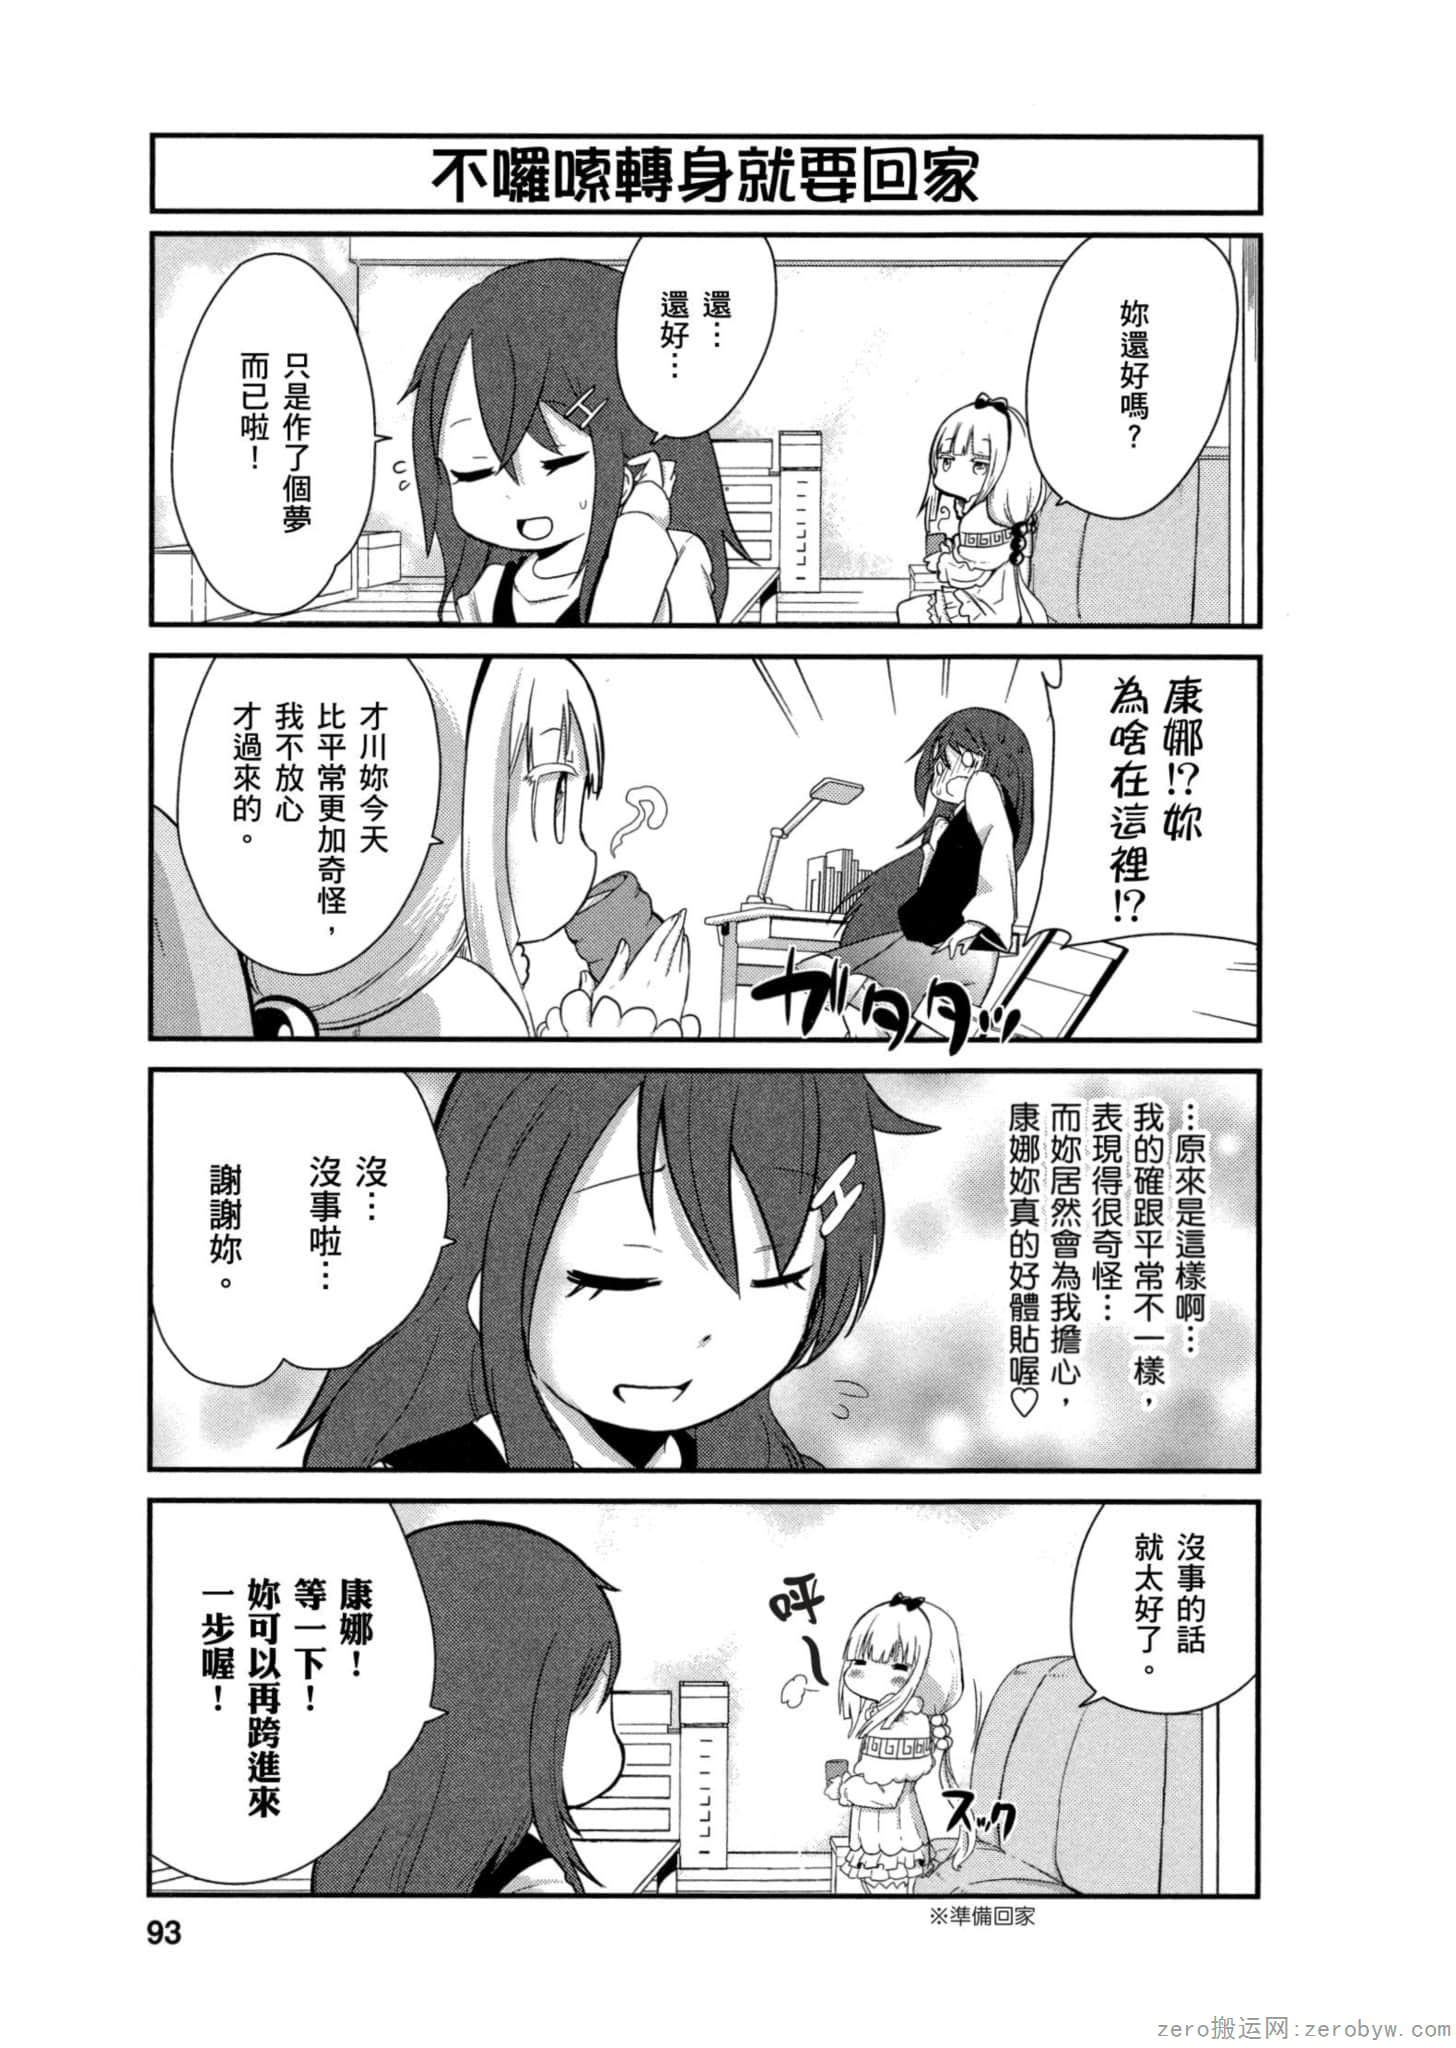 不囉嗦轉身就要回家
妳還好嗎？
還…
還好…
只是作了個夢
而已啦！
康娜!?妳
為啥在這裡!?
ガタタッ
才川妳今天
比平常更加奇怪，
我不放心
才過來的。
…原來是這樣啊…
我的確跟平常不一樣，
表現得很奇怪…
而妳居然會為我擔心，
康娜妳真的好體貼喔♡
沒…
沒事啦…
謝謝妳。
沒事的話
就太好了。
呼～
スック
康娜！
等一下！
妳可以再跨進來
一步喔！
※準備回家
93
zero搬运网:zerobyw.com